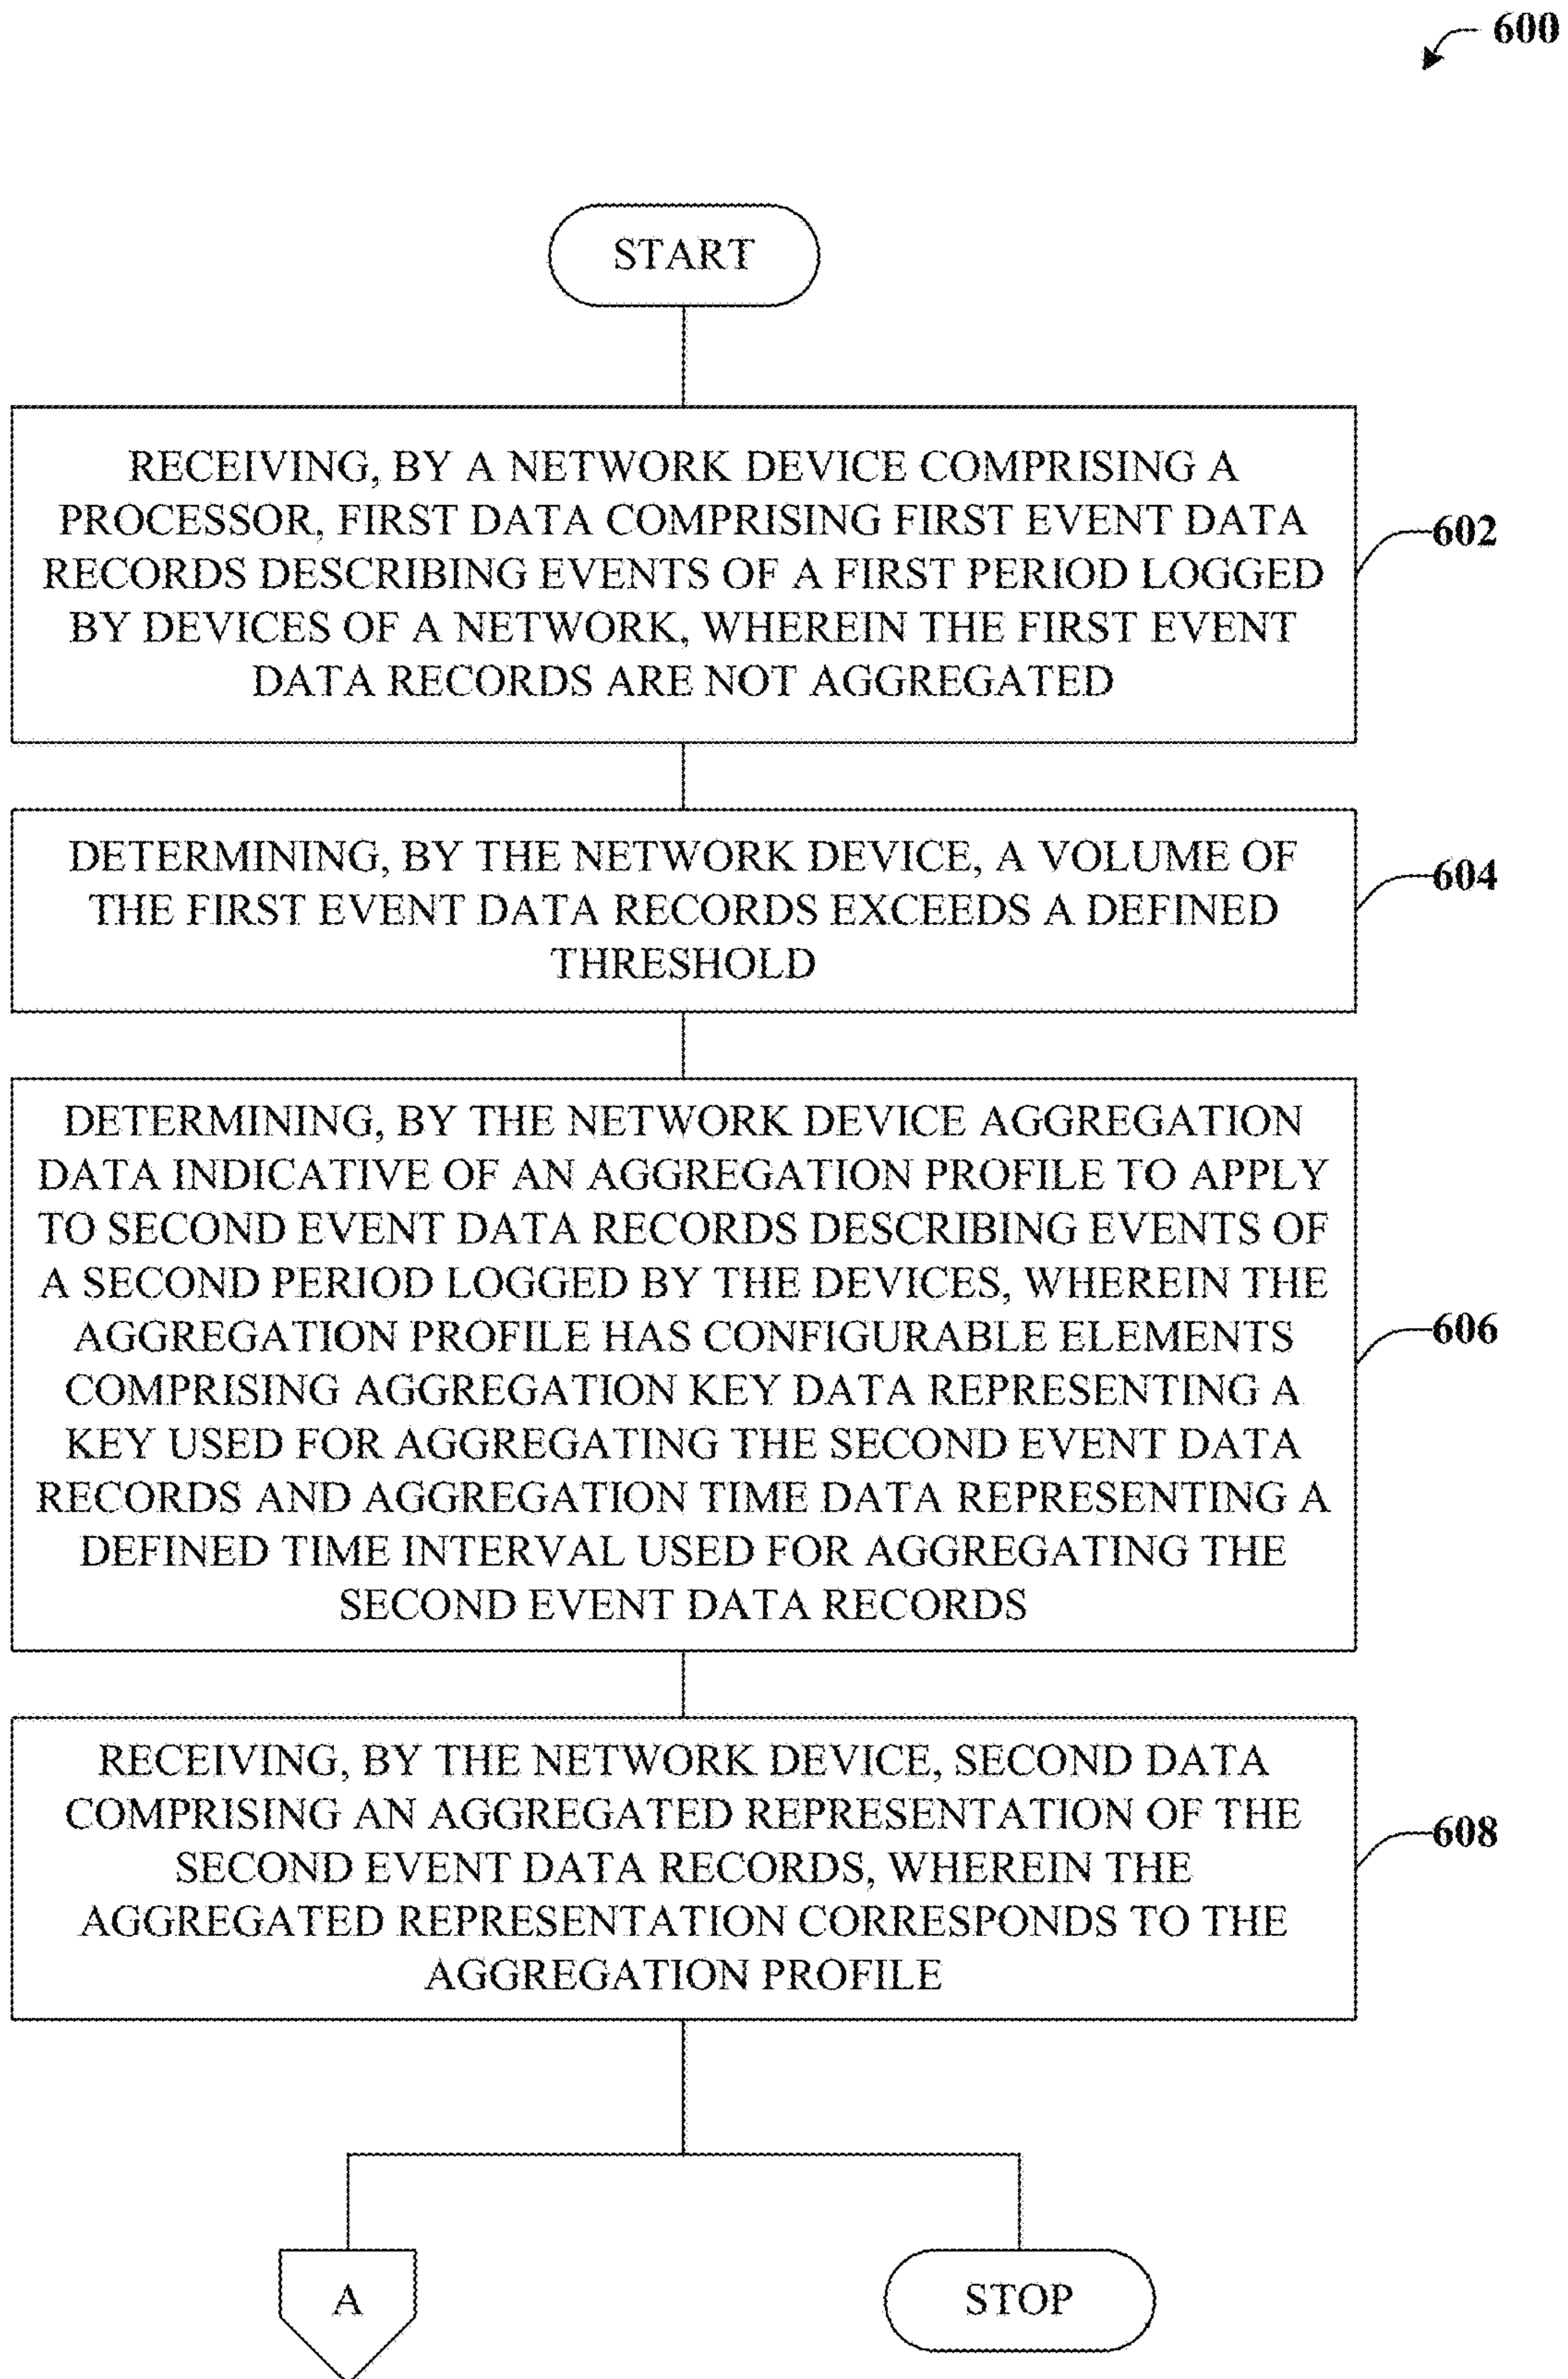 600
START
RECEIVING, BY A NETWORK DEVICE COMPRISING A
PROCESSOR, FIRST DATA COMPRISING FIRST EVENT DATA
RECORDS DESCRIBING EVENTS OF A FIRST PERIOD LOGGED
BY DEVICES OF A NETWORK, WHEREIN THE FIRST EVENT
DATA RECORDS ARE NOT AGGREGATED
602
DETERMINING, BY THE NETWORK DEVICE, A VOLUME OF
THE FIRST EVENT DATA RECORDS EXCEEDS A DEFINED
THRESHOLD
604
DETERMINING, BY THE NETWORK DEVICE AGGREGATION
DATA INDICATIVE OF AN AGGREGATION PROFILE TO APPLY
TO SECOND EVENT DATA RECORDS DESCRIBING EVENTS OF
A SECOND PERIOD LOGGED BY THE DEVICES, WHEREIN THE
AGGREGATION PROFILE HAS CONFIGURABLE ELEMENTS
COMPRISING AGGREGATION KEY DATA REPRESENTING A
KEY USED FOR AGGREGATING THE SECOND EVENT DATA
RECORDS AND AGGREGATION TIME DATA REPRESENTING A
DEFINED TIME INTERVAL USED FOR AGGREGATING THE
SECOND EVENT DATA RECORDS
606
RECEIVING, BY THE NETWORK DEVICE, SECOND DATA
COMPRISING AN AGGREGATED REPRESENTATION OF THE
SECOND EVENT DATA RECORDS, WHEREIN THE
AGGREGATED REPRESENTATION CORRESPONDS TO THE
AGGREGATION PROFILE
608
A
STOP